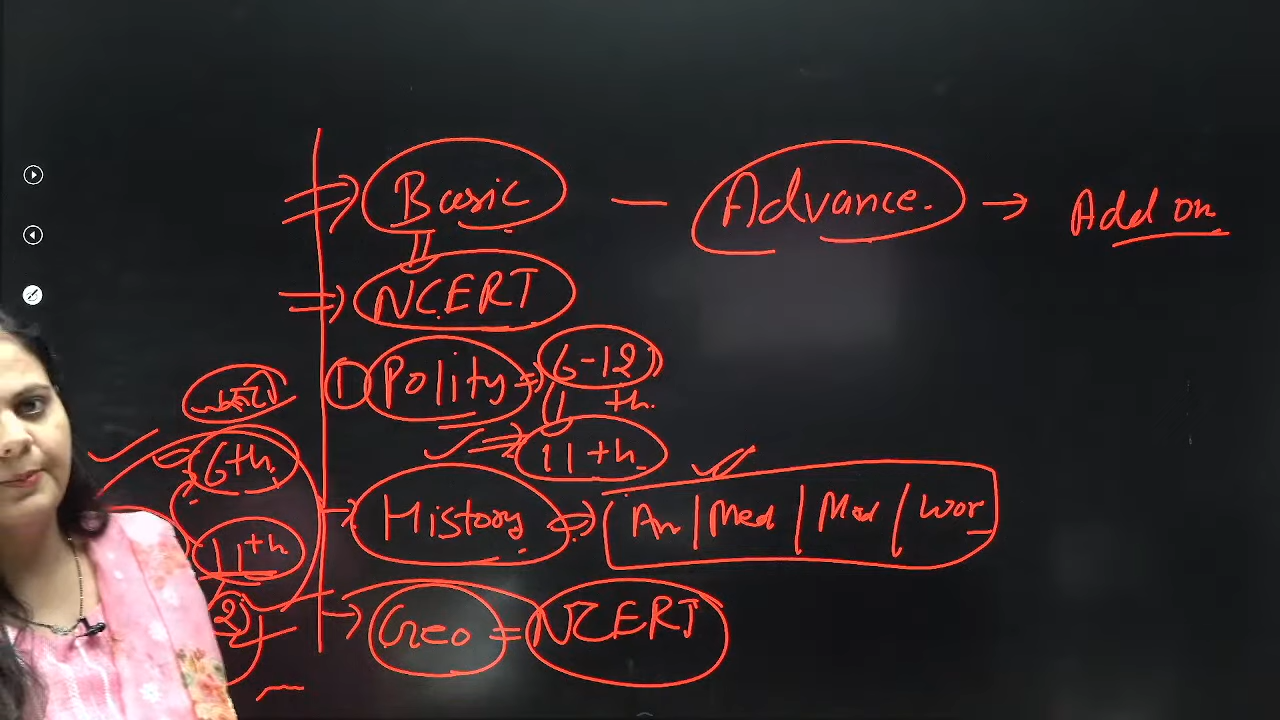 Basic — Advance. → Add on
NCERT
① Polity = 6-12)
th.
11th
6th.
11th
History ⇒ An / Med / Mod / Wor
2)
Geo = NCERT